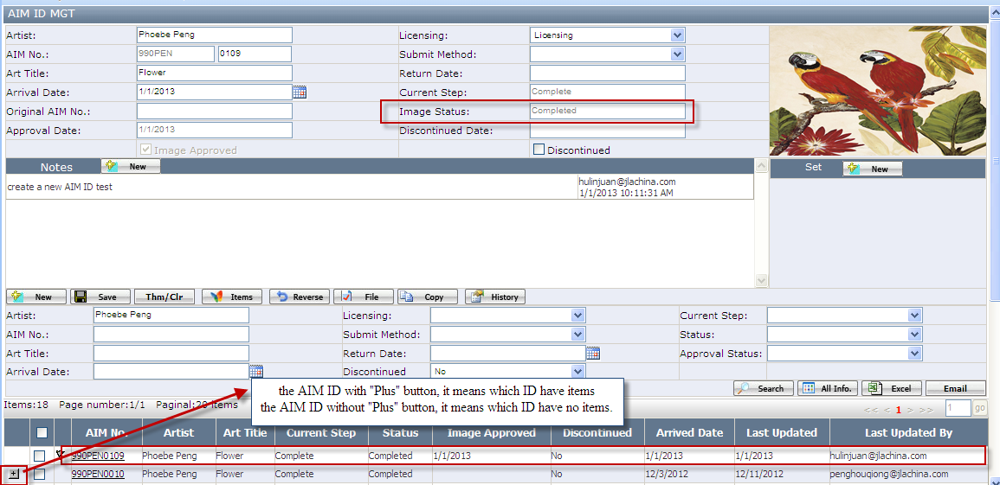 AIM ID MGT
Artist: Phoebe Peng Licensing: Licensing
AIM No.: 990PEN 0109 Submit Method:
Art Title: Flower Return Date:
Arrival Date: 1/1/2013 Current Step: Complete
Original AIM No.: Image Status: Completed
Approval Date: 1/1/2013 Discontinued Date:
Image Approved Discontinued
Notes New Set New
create a new AIM ID test hulinjuan@jlachina.com
1/1/2013 10:11:31 AM
New Save Thm/Clr Items Reverse File Copy History
Artist: Phoebe Peng Licensing: Current Step:
AIM No.: Submit Method: Status:
Art Title: Return Date: Approval Status:
Arrival Date: Discontinued No
the AIM ID with "Plus" button, it means which ID have items
the AIM ID without "Plus" button, it means which ID have no items.
Search All Info. Excel Email
Items:18 Page number:1/1 Paginal:20 items << < 1 > >> 1 go
AIM No. Artist Art Title Current Step Status Image Approved Discontinued Arrived Date Last Updated Last Updated By
990PEN0109 Phoebe Peng Flower Complete Completed 1/1/2013 No 1/1/2013 1/1/2013 hulinjuan@jlachina.com
+ 990PEN0010 Phoebe Peng Flower Complete Completed No 12/3/2012 12/11/2012 penghouqiong@jlachina.com